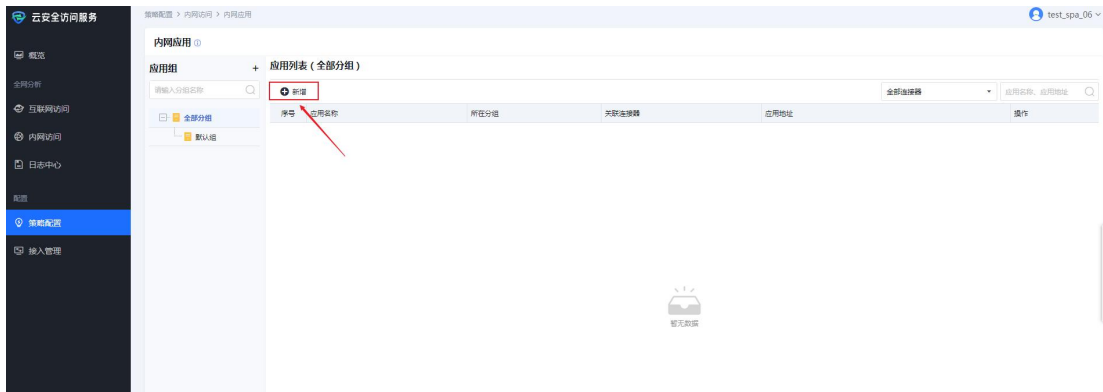 云安全访问服务
策略配置 > 内网访问 > 内网应用
test_spa_06
概览
全网分析
互联网访问
内网访问
日志中心
配置
策略配置
接入管理
内网应用
应用组 +
请输入分组名称
全部分组
默认组
应用列表（全部分组）
新增
全部连接器
应用名称、应用地址
序号 应用名称 所在分组 关联连接器 应用地址 操作
暂无数据